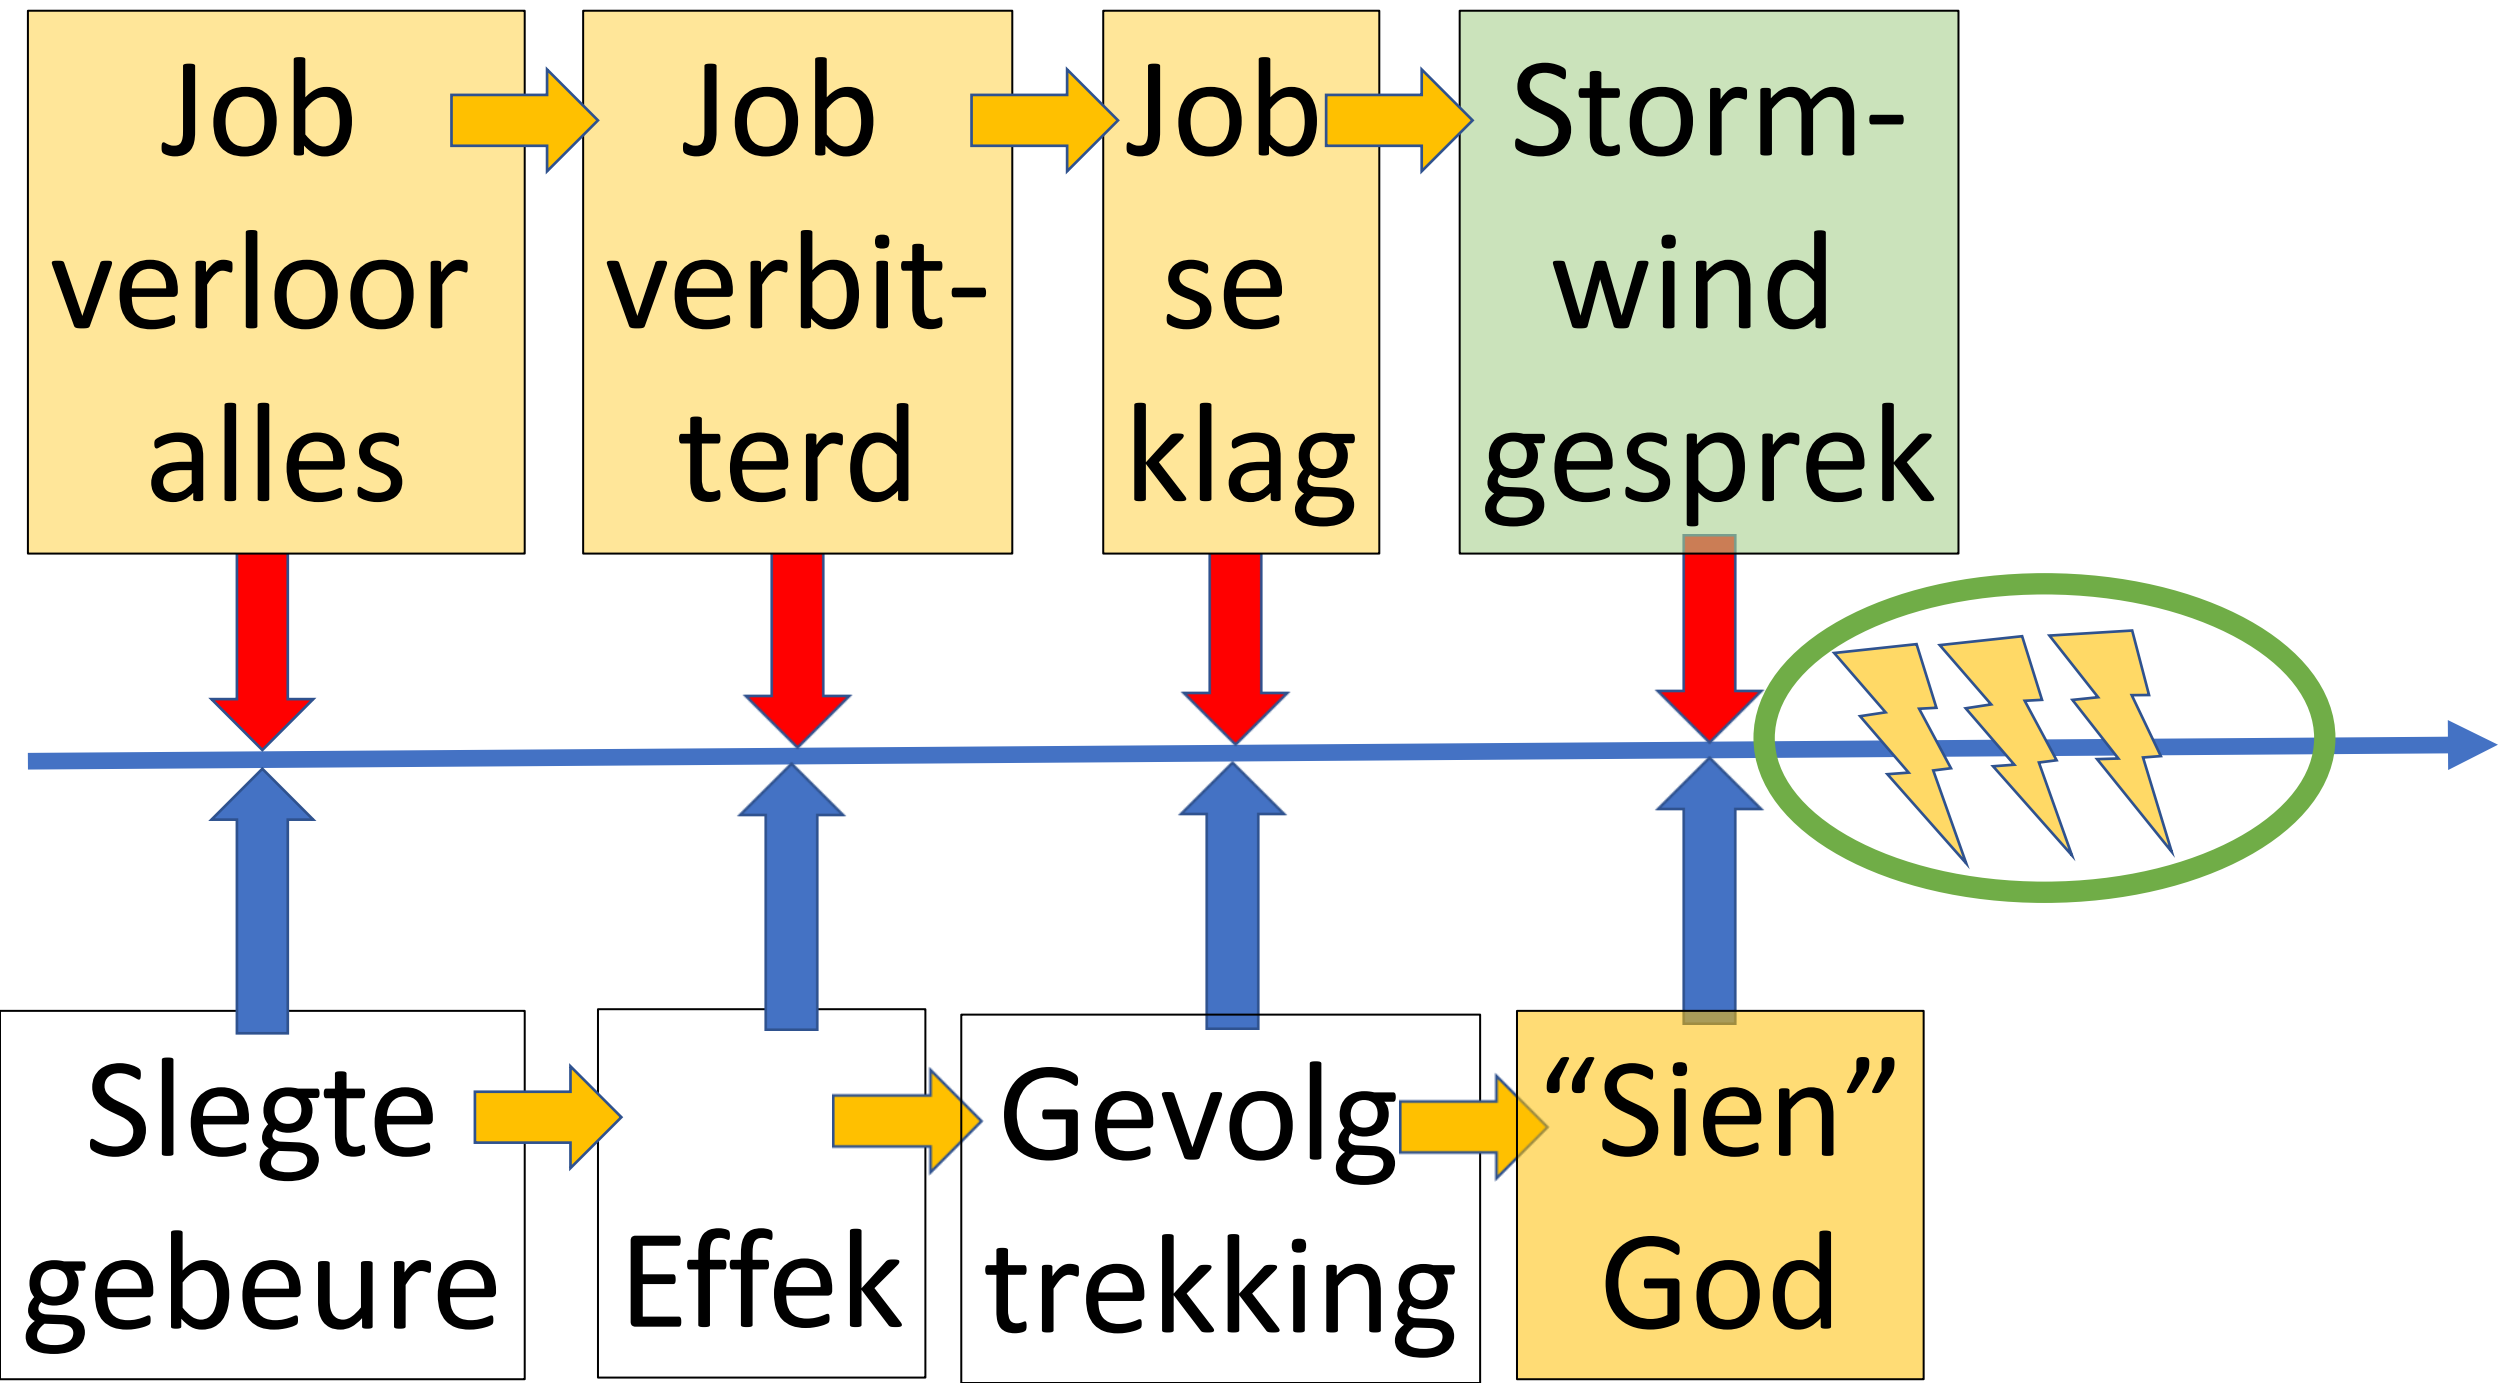 Job
verloor
alles
Job
verbit-
terd
Job
se
klag
Storm-
wind
gesprek
Slegte
gebeure
Effek
Gevolg
trekking
“Sien”
God